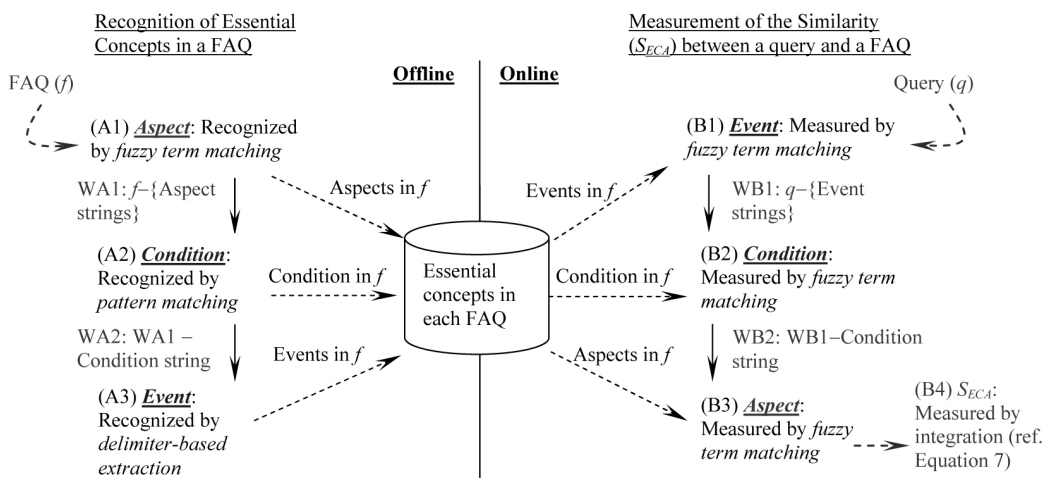 Recognition of Essential
Concepts in a FAQ
Measurement of the Similarity
(S_ECA) between a query and a FAQ
Offline
Online
FAQ (f)
Query (q)
(A1) Aspect: Recognized
by fuzzy term matching
WA1: f–{Aspect
strings}
(A2) Condition:
Recognized by
pattern matching
WA2: WA1 –
Condition string
(A3) Event:
Recognized by
delimiter-based
extraction
Aspects in f
Condition in f
Events in f
Essential
concepts in
each FAQ
Events in f
Condition in f
Aspects in f
(B1) Event: Measured by
fuzzy term matching
WB1: q–{Event
strings}
(B2) Condition:
Measured by fuzzy term
matching
WB2: WB1–Condition
string
(B3) Aspect:
Measured by fuzzy
term matching
(B4) S_ECA:
Measured by
integration (ref.
Equation 7)